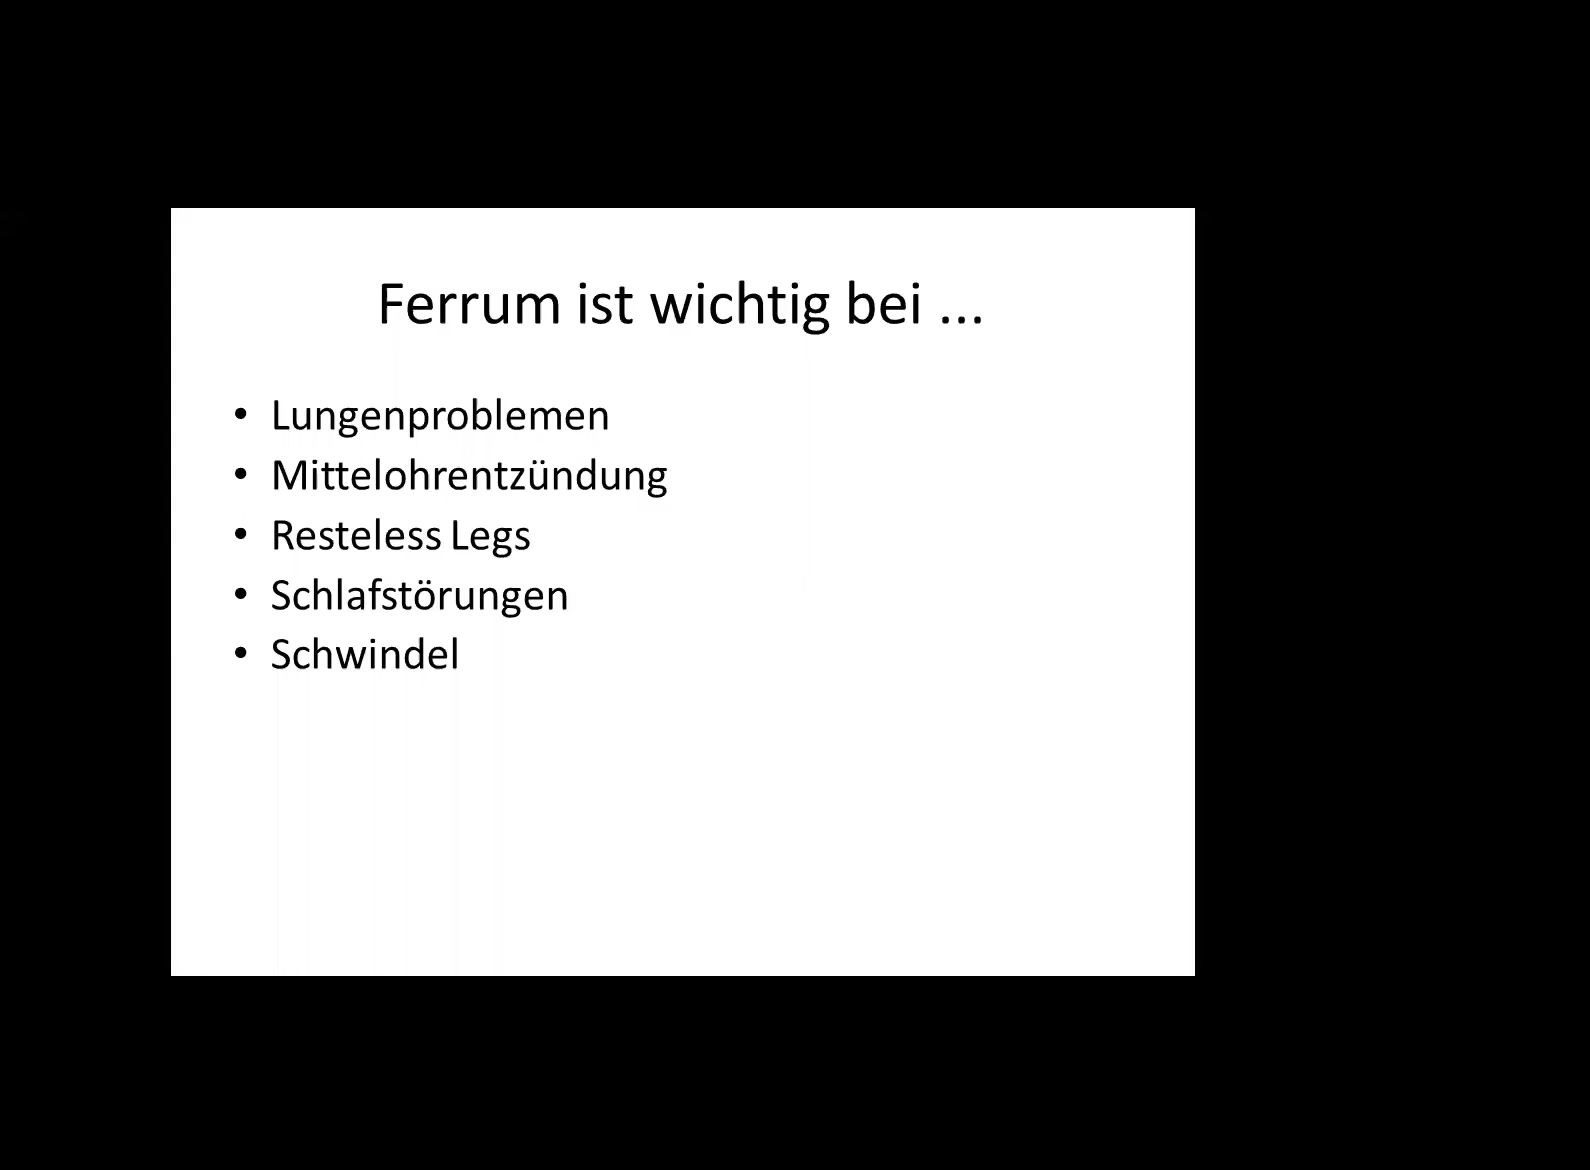 Ferrum ist wichtig bei ...
• Lungenproblemen
• Mittelohrentzündung
• Resteless Legs
• Schlafstörungen
• Schwindel